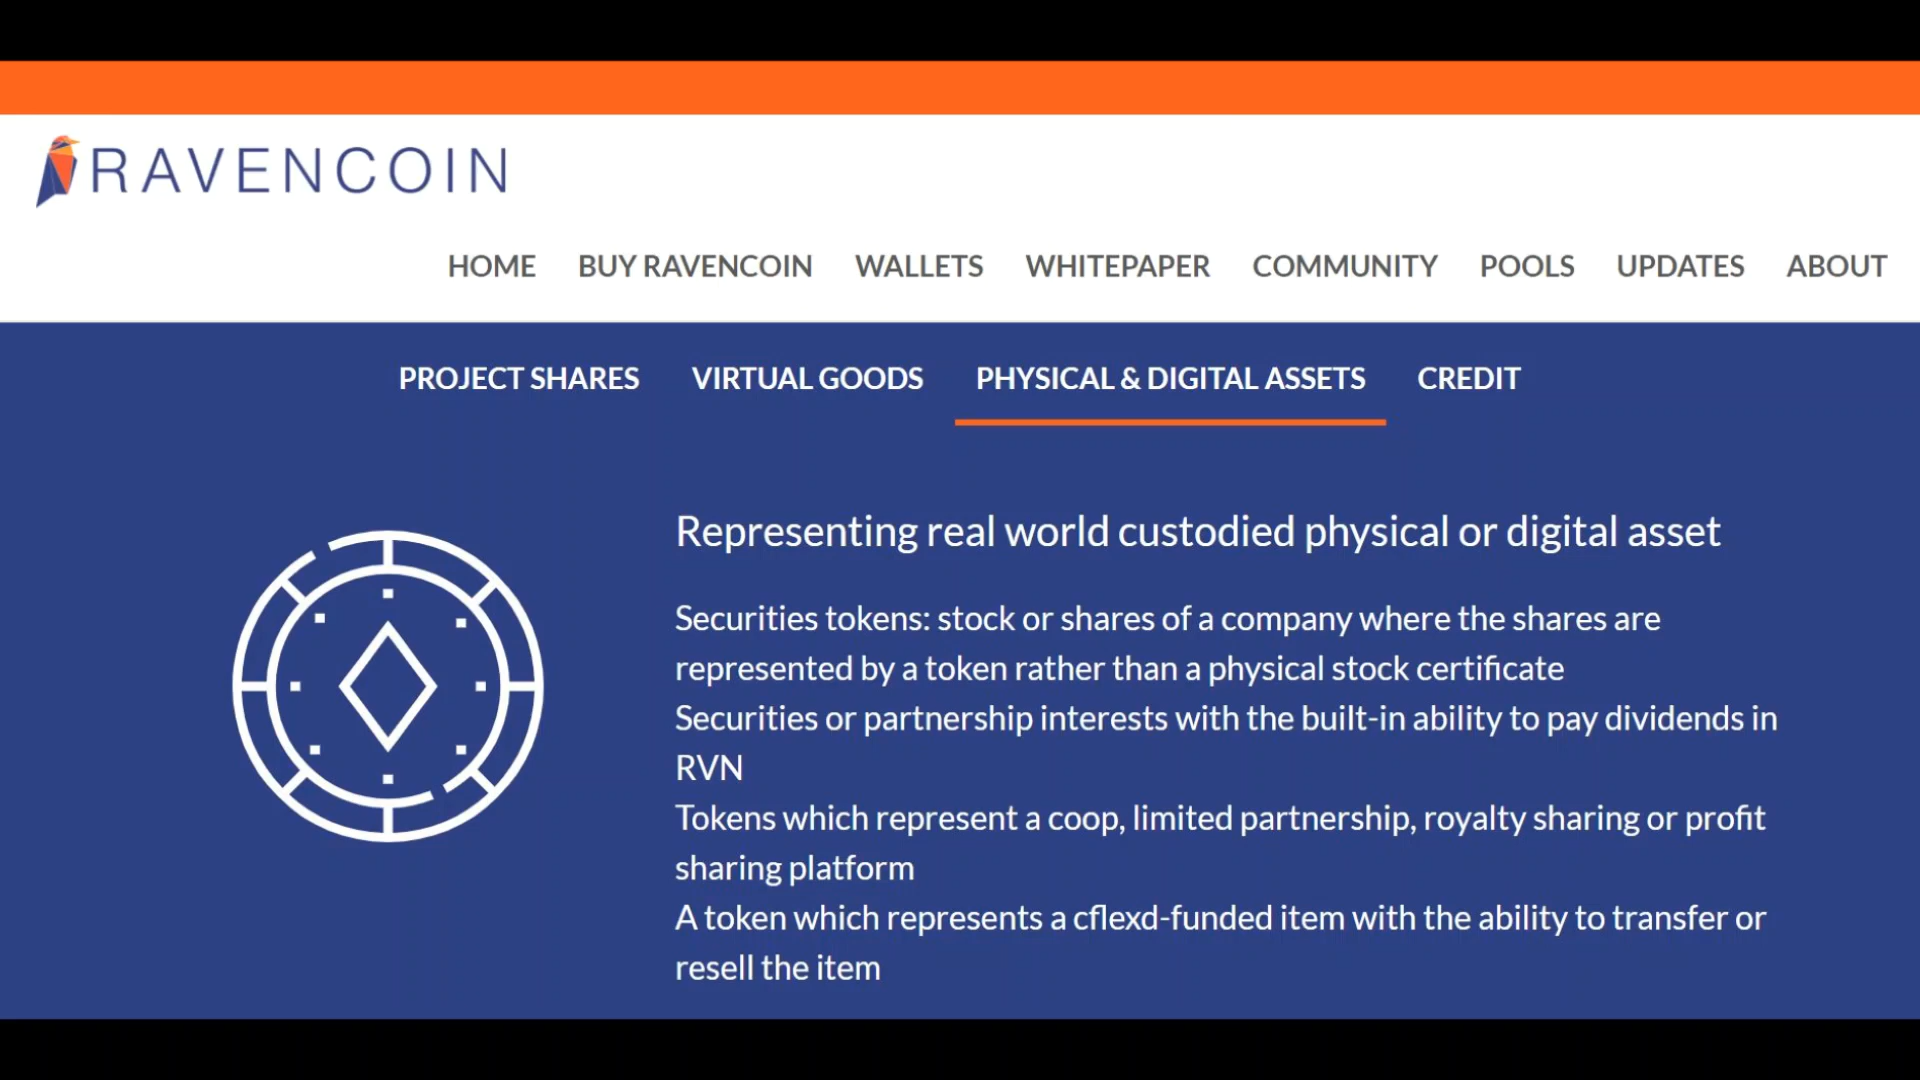 RAVENCOIN
HOME BUY RAVENCOIN WALLETS WHITEPAPER COMMUNITY POOLS UPDATES ABOUT
PROJECT SHARES VIRTUAL GOODS PHYSICAL & DIGITAL ASSETS CREDIT
Representing real world custodied physical or digital asset
Securities tokens: stock or shares of a company where the shares are
represented by a token rather than a physical stock certificate
Securities or partnership interests with the built-in ability to pay dividends in
RVN
Tokens which represent a coop, limited partnership, royalty sharing or profit
sharing platform
A token which represents a cflexd-funded item with the ability to transfer or
resell the item